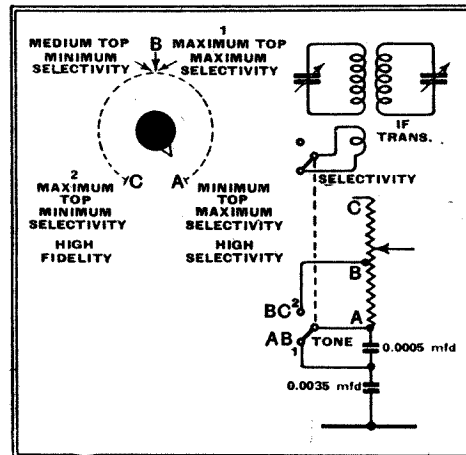 1
B
MEDIUM TOP
MINIMUM
SELECTIVITY
MAXIMUM TOP
MAXIMUM
SELECTIVITY
C A
2
MAXIMUM
TOP
MINIMUM
SELECTIVITY
HIGH
FIDELITY
MINIMUM
TOP
MAXIMUM
SELECTIVITY
HIGH
SELECTIVITY
IF
TRANS.
SELECTIVITY
C
B
BC 2
A
AB 1
TONE
0.0005 mfd
0.0035 mfd